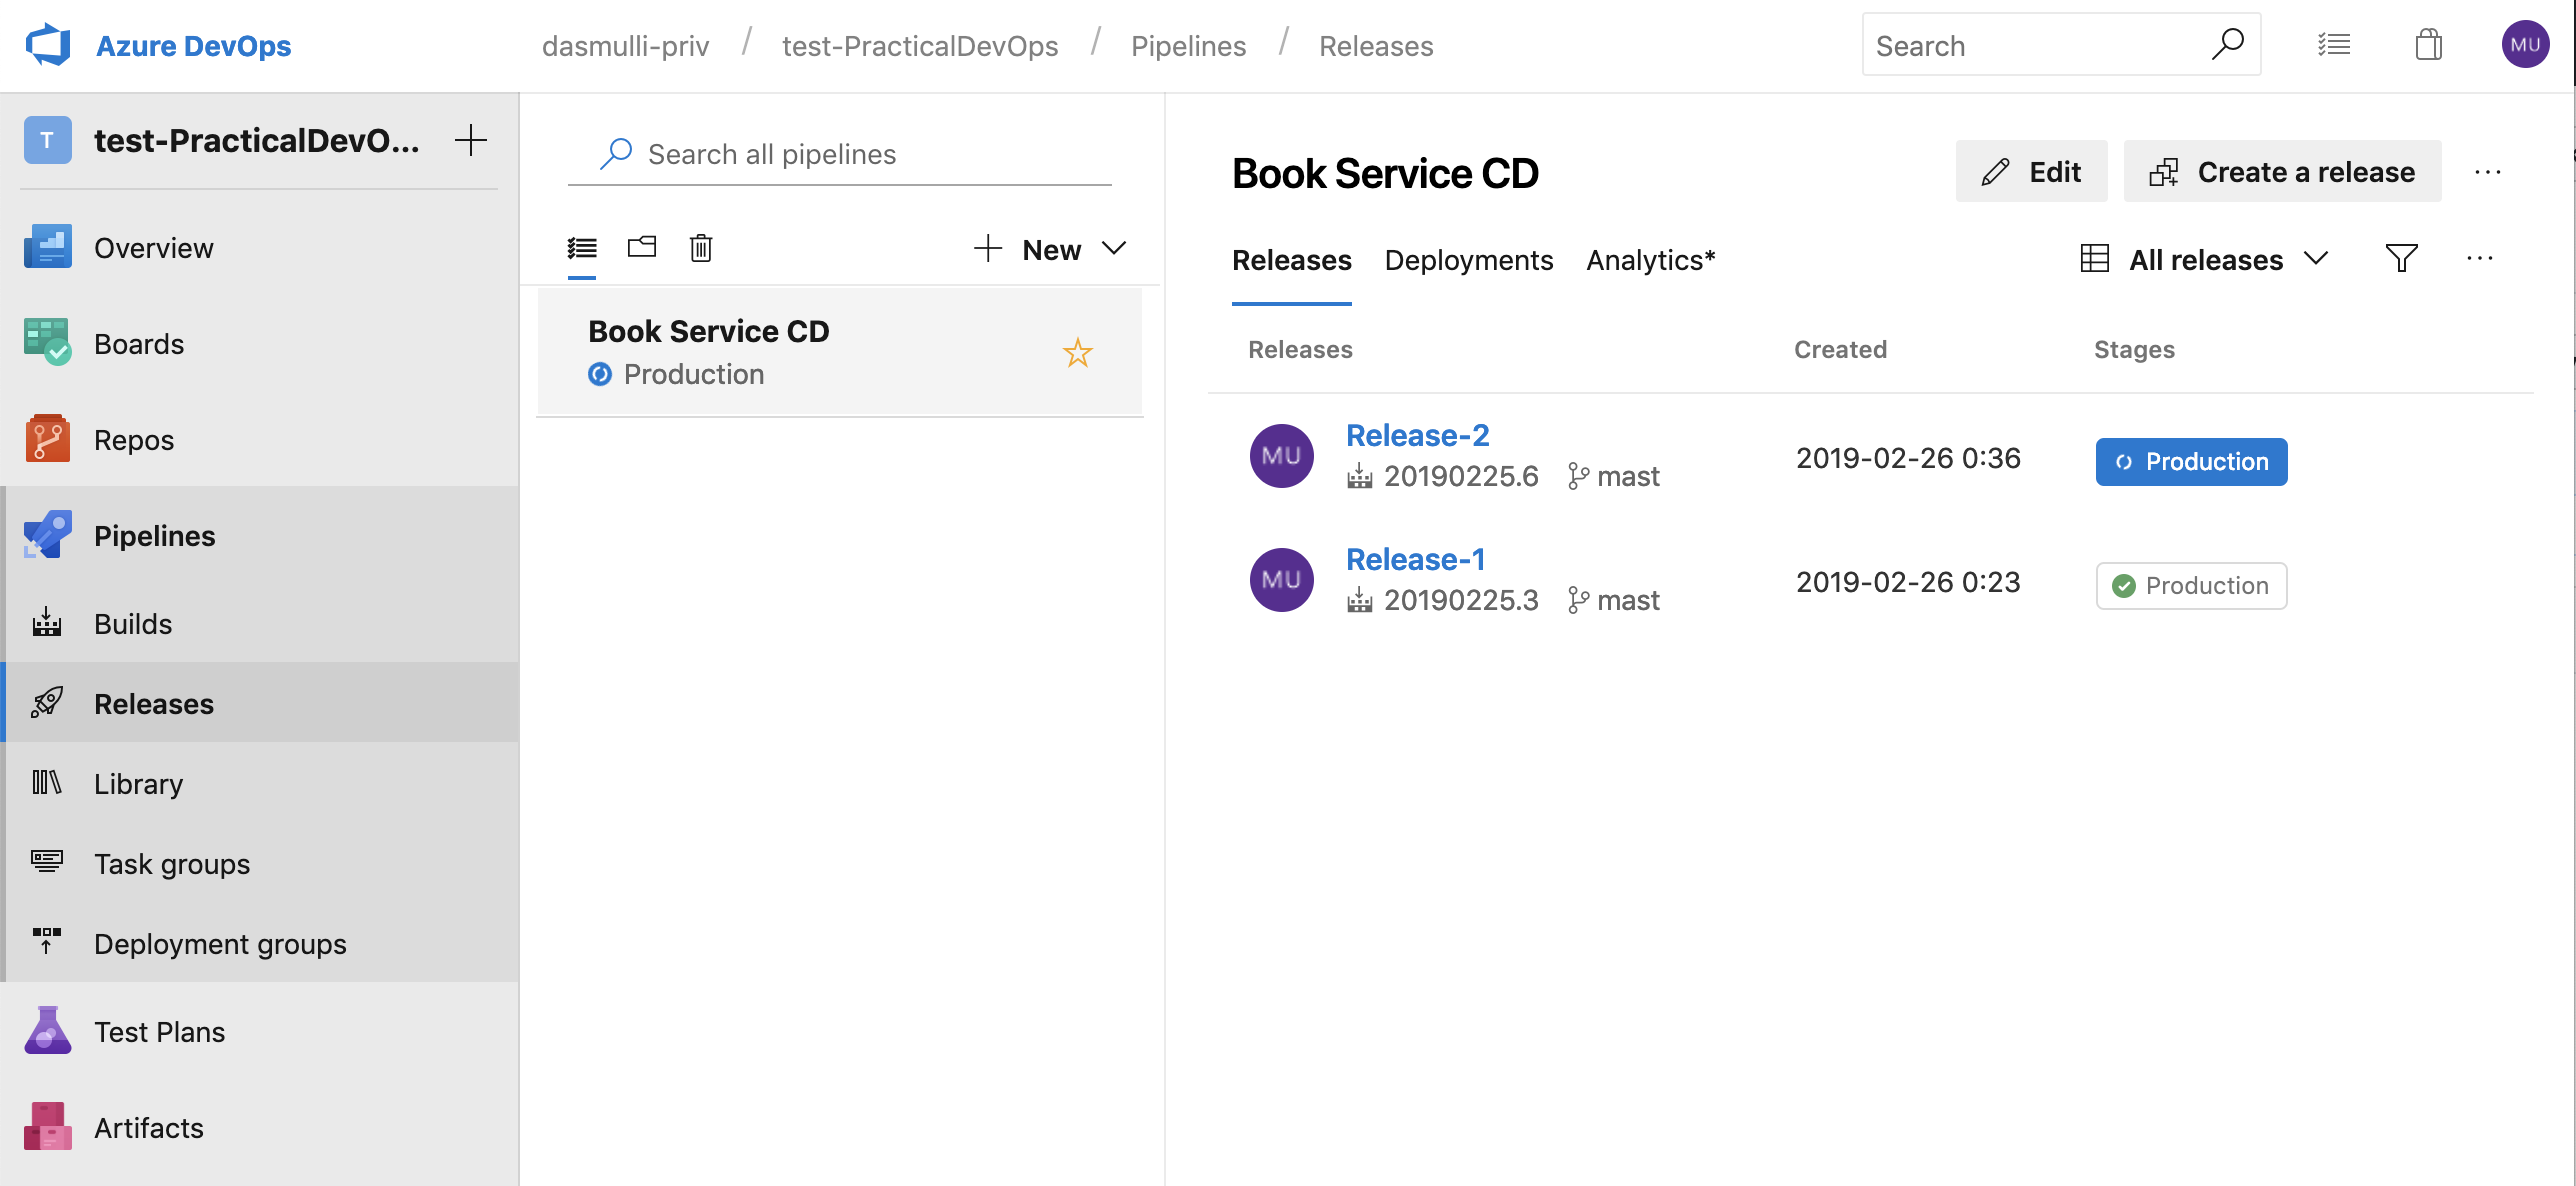 Azure DevOps
dasmulli-priv / test-PracticalDevOps / Pipelines / Releases
Search
MU
T
test-PracticalDevO...
Overview
Boards
Repos
Pipelines
Builds
Releases
Library
Task groups
Deployment groups
Test Plans
Artifacts
Search all pipelines
New
Book Service CD
Production
Book Service CD
Edit
Create a release
Releases Deployments Analytics*
All releases
Releases Created Stages
MU
Release-2
20190225.6 mast
2019-02-26 0:36
Production
MU
Release-1
20190225.3 mast
2019-02-26 0:23
Production